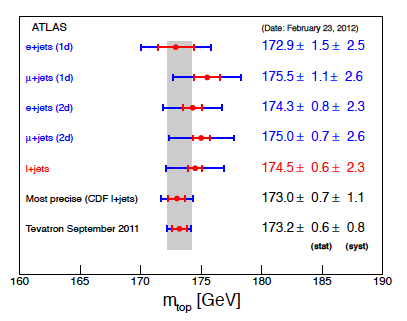 ATLAS (Date: February 23, 2012)
e+jets (1d) 172.9 ± 1.5 ± 2.5
μ+jets (1d) 175.5 ± 1.1 ± 2.6
e+jets (2d) 174.3 ± 0.8 ± 2.3
μ+jets (2d) 175.0 ± 0.7 ± 2.6
l+jets 174.5 ± 0.6 ± 2.3
Most precise (CDF l+jets) 173.0 ± 0.7 ± 1.1
Tevatron September 2011 173.2 ± 0.6 ± 0.8
(stat) (syst)
160 165 170 175 180 185 190
m_top [GeV]